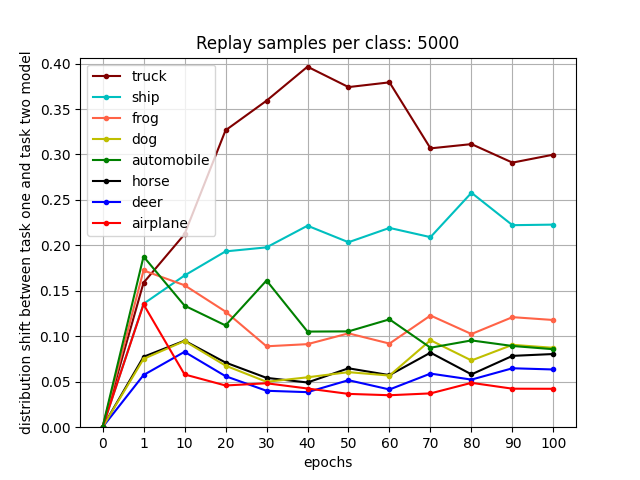 Replay samples per class: 5000
distribution shift between task one and task two model
0.40
0.35
0.30
0.25
0.20
0.15
0.10
0.05
0.00
truck
ship
frog
dog
automobile
horse
deer
airplane
0 1 10 20 30 40 50 60 70 80 90 100
epochs